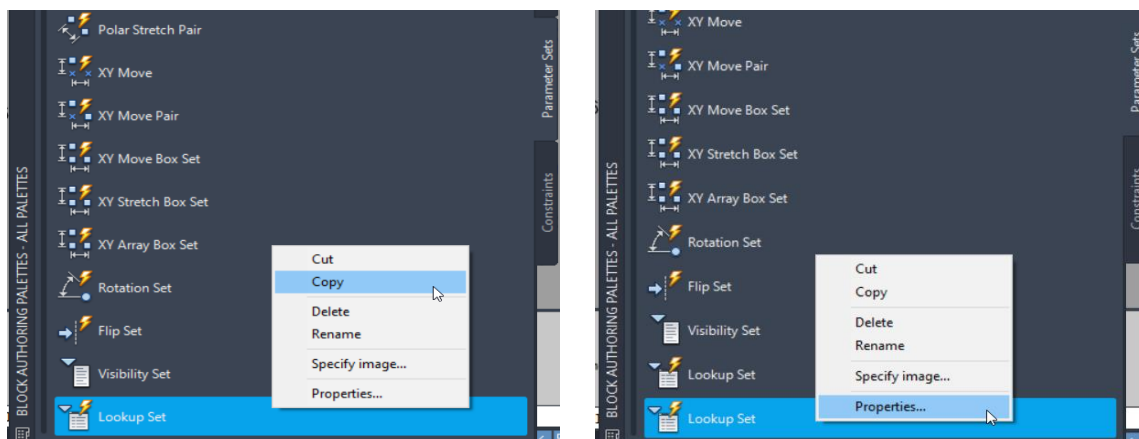 Polar Stretch Pair
XY Move
XY Move Pair
XY Move Box Set
XY Stretch Box Set
XY Array Box Set
Rotation Set
Flip Set
Visibility Set
Lookup Set
Cut
Copy
Delete
Rename
Specify image...
Properties...
Parameter Sets
Constraints
BLOCK AUTHORING PALETTES - ALL PALETTES
XY Move
XY Move Pair
XY Move Box Set
XY Stretch Box Set
XY Array Box Set
Rotation Set
Flip Set
Visibility Set
Lookup Set
Lookup Set
Cut
Copy
Delete
Rename
Specify image...
Properties...
Parameter Sets
Constraints
BLOCK AUTHORING PALETTES - ALL PALETTES